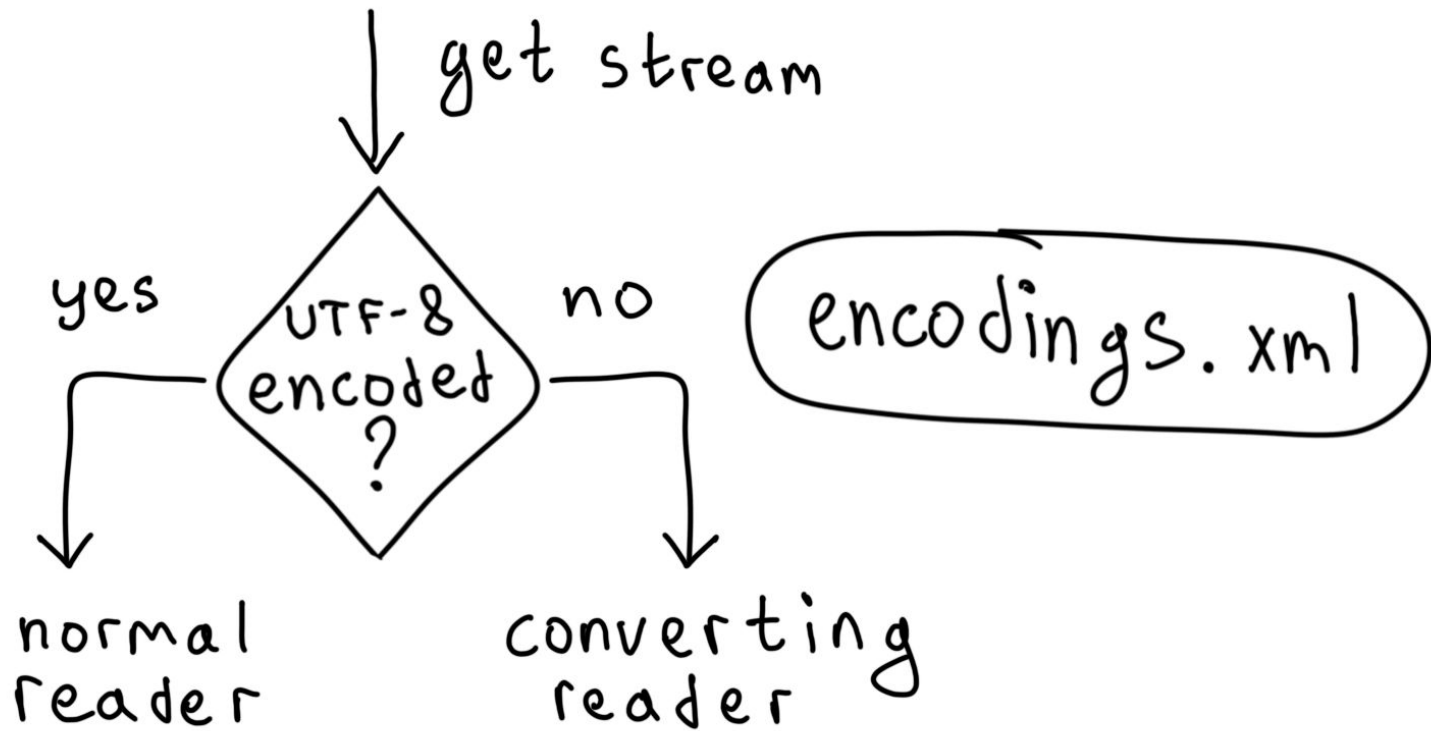 get stream
yes
UTF-8
encoded
?
no
encodings.xml
normal
reader
converting
reader